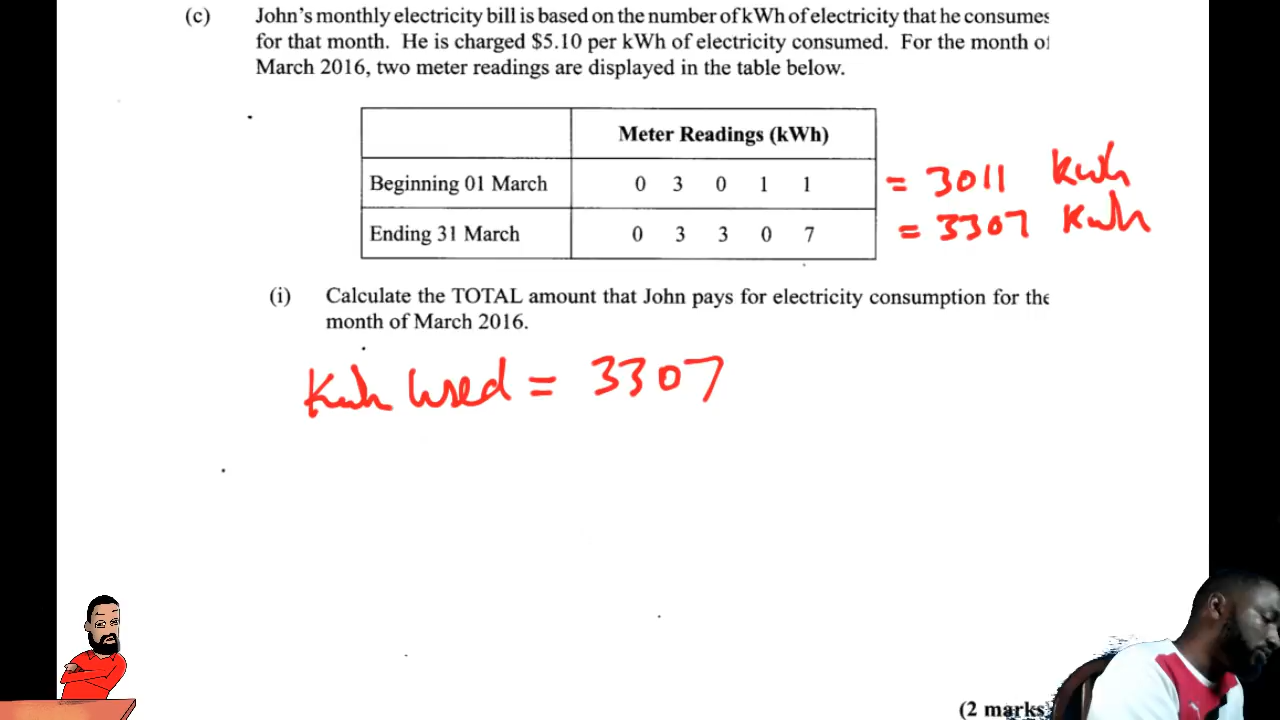 (c) John's monthly electricity bill is based on the number of kWh of electricity that he consumes
for that month. He is charged $5.10 per kWh of electricity consumed. For the month of
March 2016, two meter readings are displayed in the table below.
Meter Readings (kWh)
Beginning 01 March 0 3 0 1 1 = 3011 kwh
Ending 31 March 0 3 3 0 7 = 3307 kwh
(i) Calculate the TOTAL amount that John pays for electricity consumption for the
month of March 2016.
Kwh Used = 3307
(2 marks)